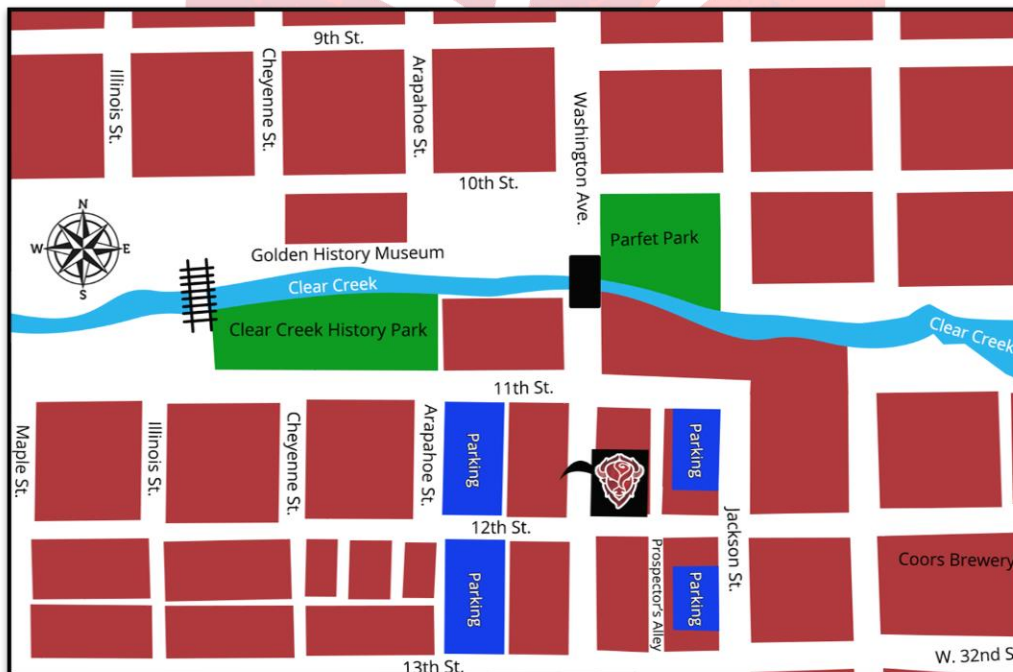 9th St.
Illinois St.
Cheyenne St.
Arapahoe St.
Washington Ave.
10th St.
N
W
E
S
Parfet Park
Golden History Museum
Clear Creek
Clear Creek History Park
Clear Creek
11th St.
Maple St.
Illinois St.
Cheyenne St.
Arapahoe St.
Parking
Parking
12th St.
Jackson St.
Prospector's Alley
Parking
Parking
Coors Brewery
13th St.
W. 32nd S